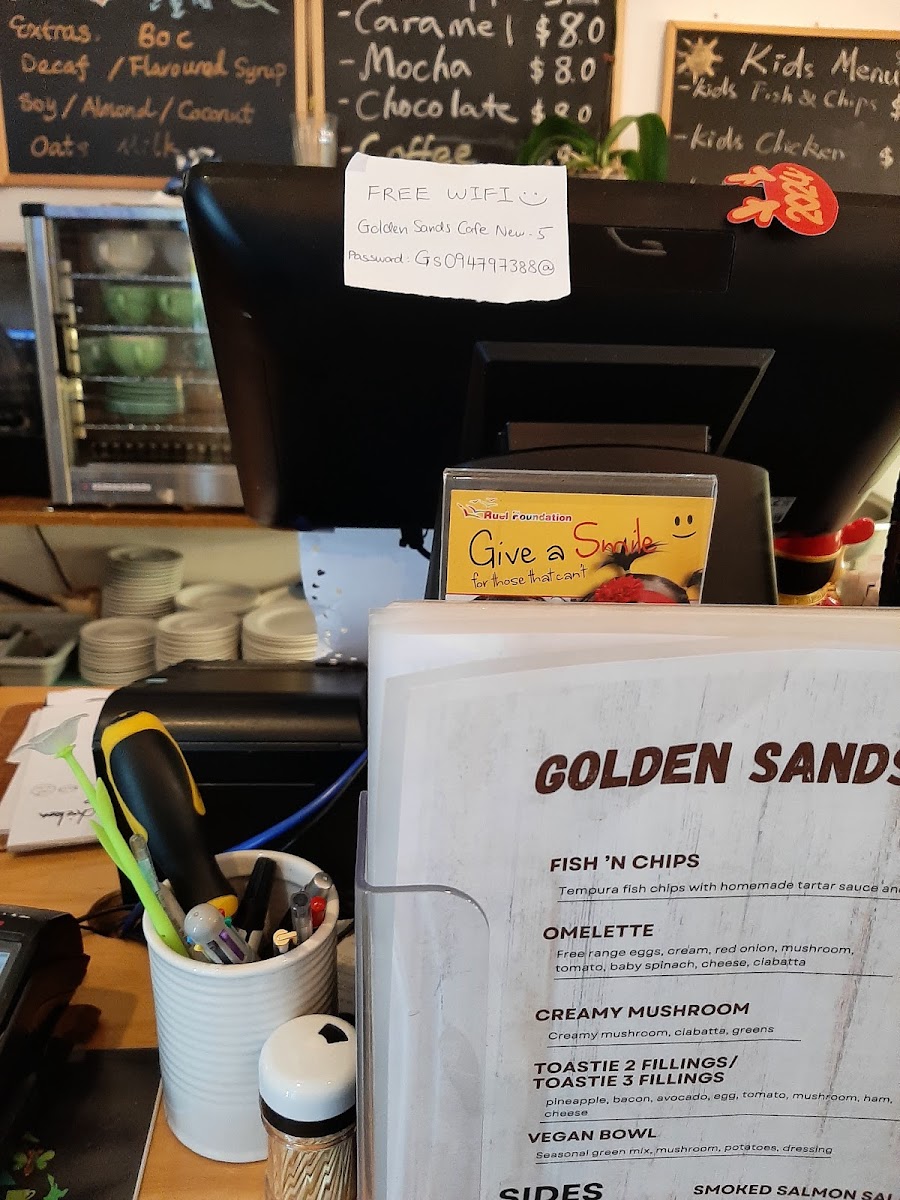 Extras. 80c
Decaf / Flavoured Syrup
Soy / Almond / Coconut
Oats Milk
- Caramel $8.0
- Mocha $8.0
- Chocolate $8.0
- Coffee
Kids Menu
- Kids Fish & Chips $
- Kids Chicken $
FREE WIFI
Golden Sands Cafe New-5
Password: Gs094797388@
2024
Ruel Foundation
Give a Smile
for those that can't
GOLDEN SANDS
FISH 'N CHIPS
Tempura fish chips with homemade tartar sauce and
OMELETTE
Free range eggs, cream, red onion, mushroom,
tomato, baby spinach, cheese, ciabatta
CREAMY MUSHROOM
Creamy mushroom, ciabatta, greens
TOASTIE 2 FILLINGS/
TOASTIE 3 FILLINGS
pineapple, bacon, avocado, egg, tomato, mushroom, ham,
cheese
VEGAN BOWL
Seasonal green mix, mushroom, potatoes, dressing
SIDES
SMOKED SALMON